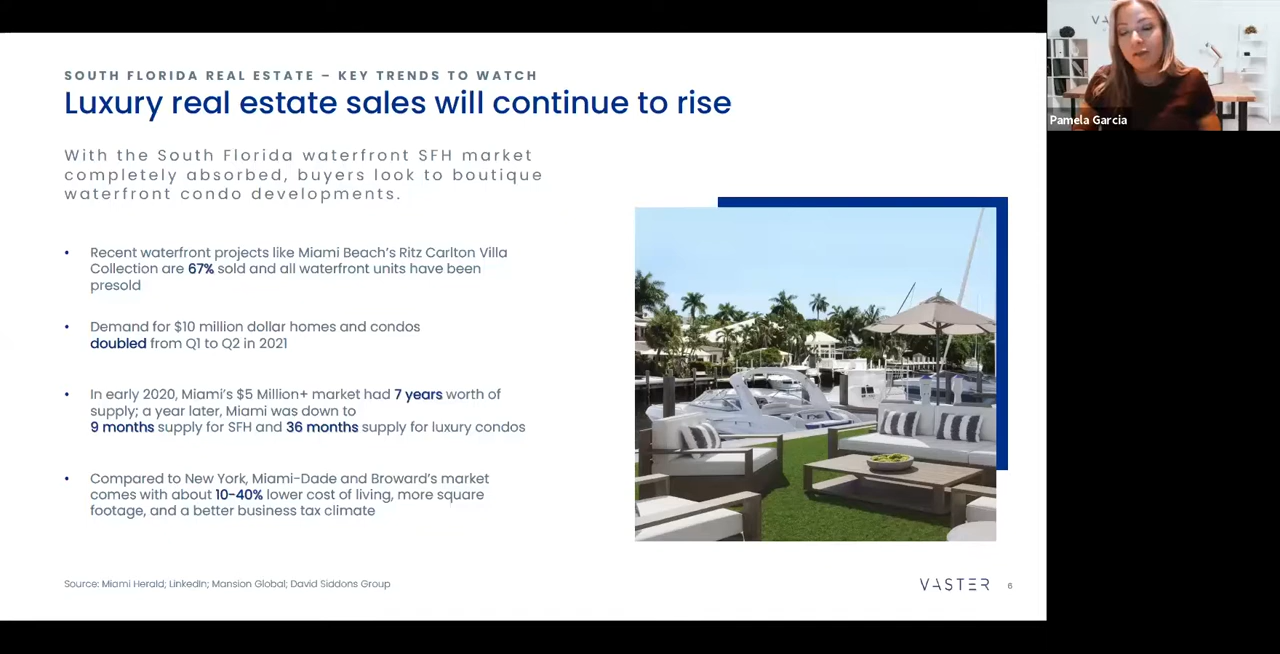 SOUTH FLORIDA REAL ESTATE – KEY TRENDS TO WATCH
Luxury real estate sales will continue to rise
With the South Florida waterfront SFH market
completely absorbed, buyers look to boutique
waterfront condo developments.
• Recent waterfront projects like Miami Beach's Ritz Carlton Villa
Collection are 67% sold and all waterfront units have been
presold
• Demand for $10 million dollar homes and condos
doubled from Q1 to Q2 in 2021
• In early 2020, Miami's $5 Million+ market had 7 years worth of
supply; a year later, Miami was down to
9 months supply for SFH and 36 months supply for luxury condos
• Compared to New York, Miami-Dade and Broward's market
comes with about 10-40% lower cost of living, more square
footage, and a better business tax climate
Source: Miami Herald; LinkedIn; Mansion Global; David Siddons Group
VASTER
6
Pamela Garcia